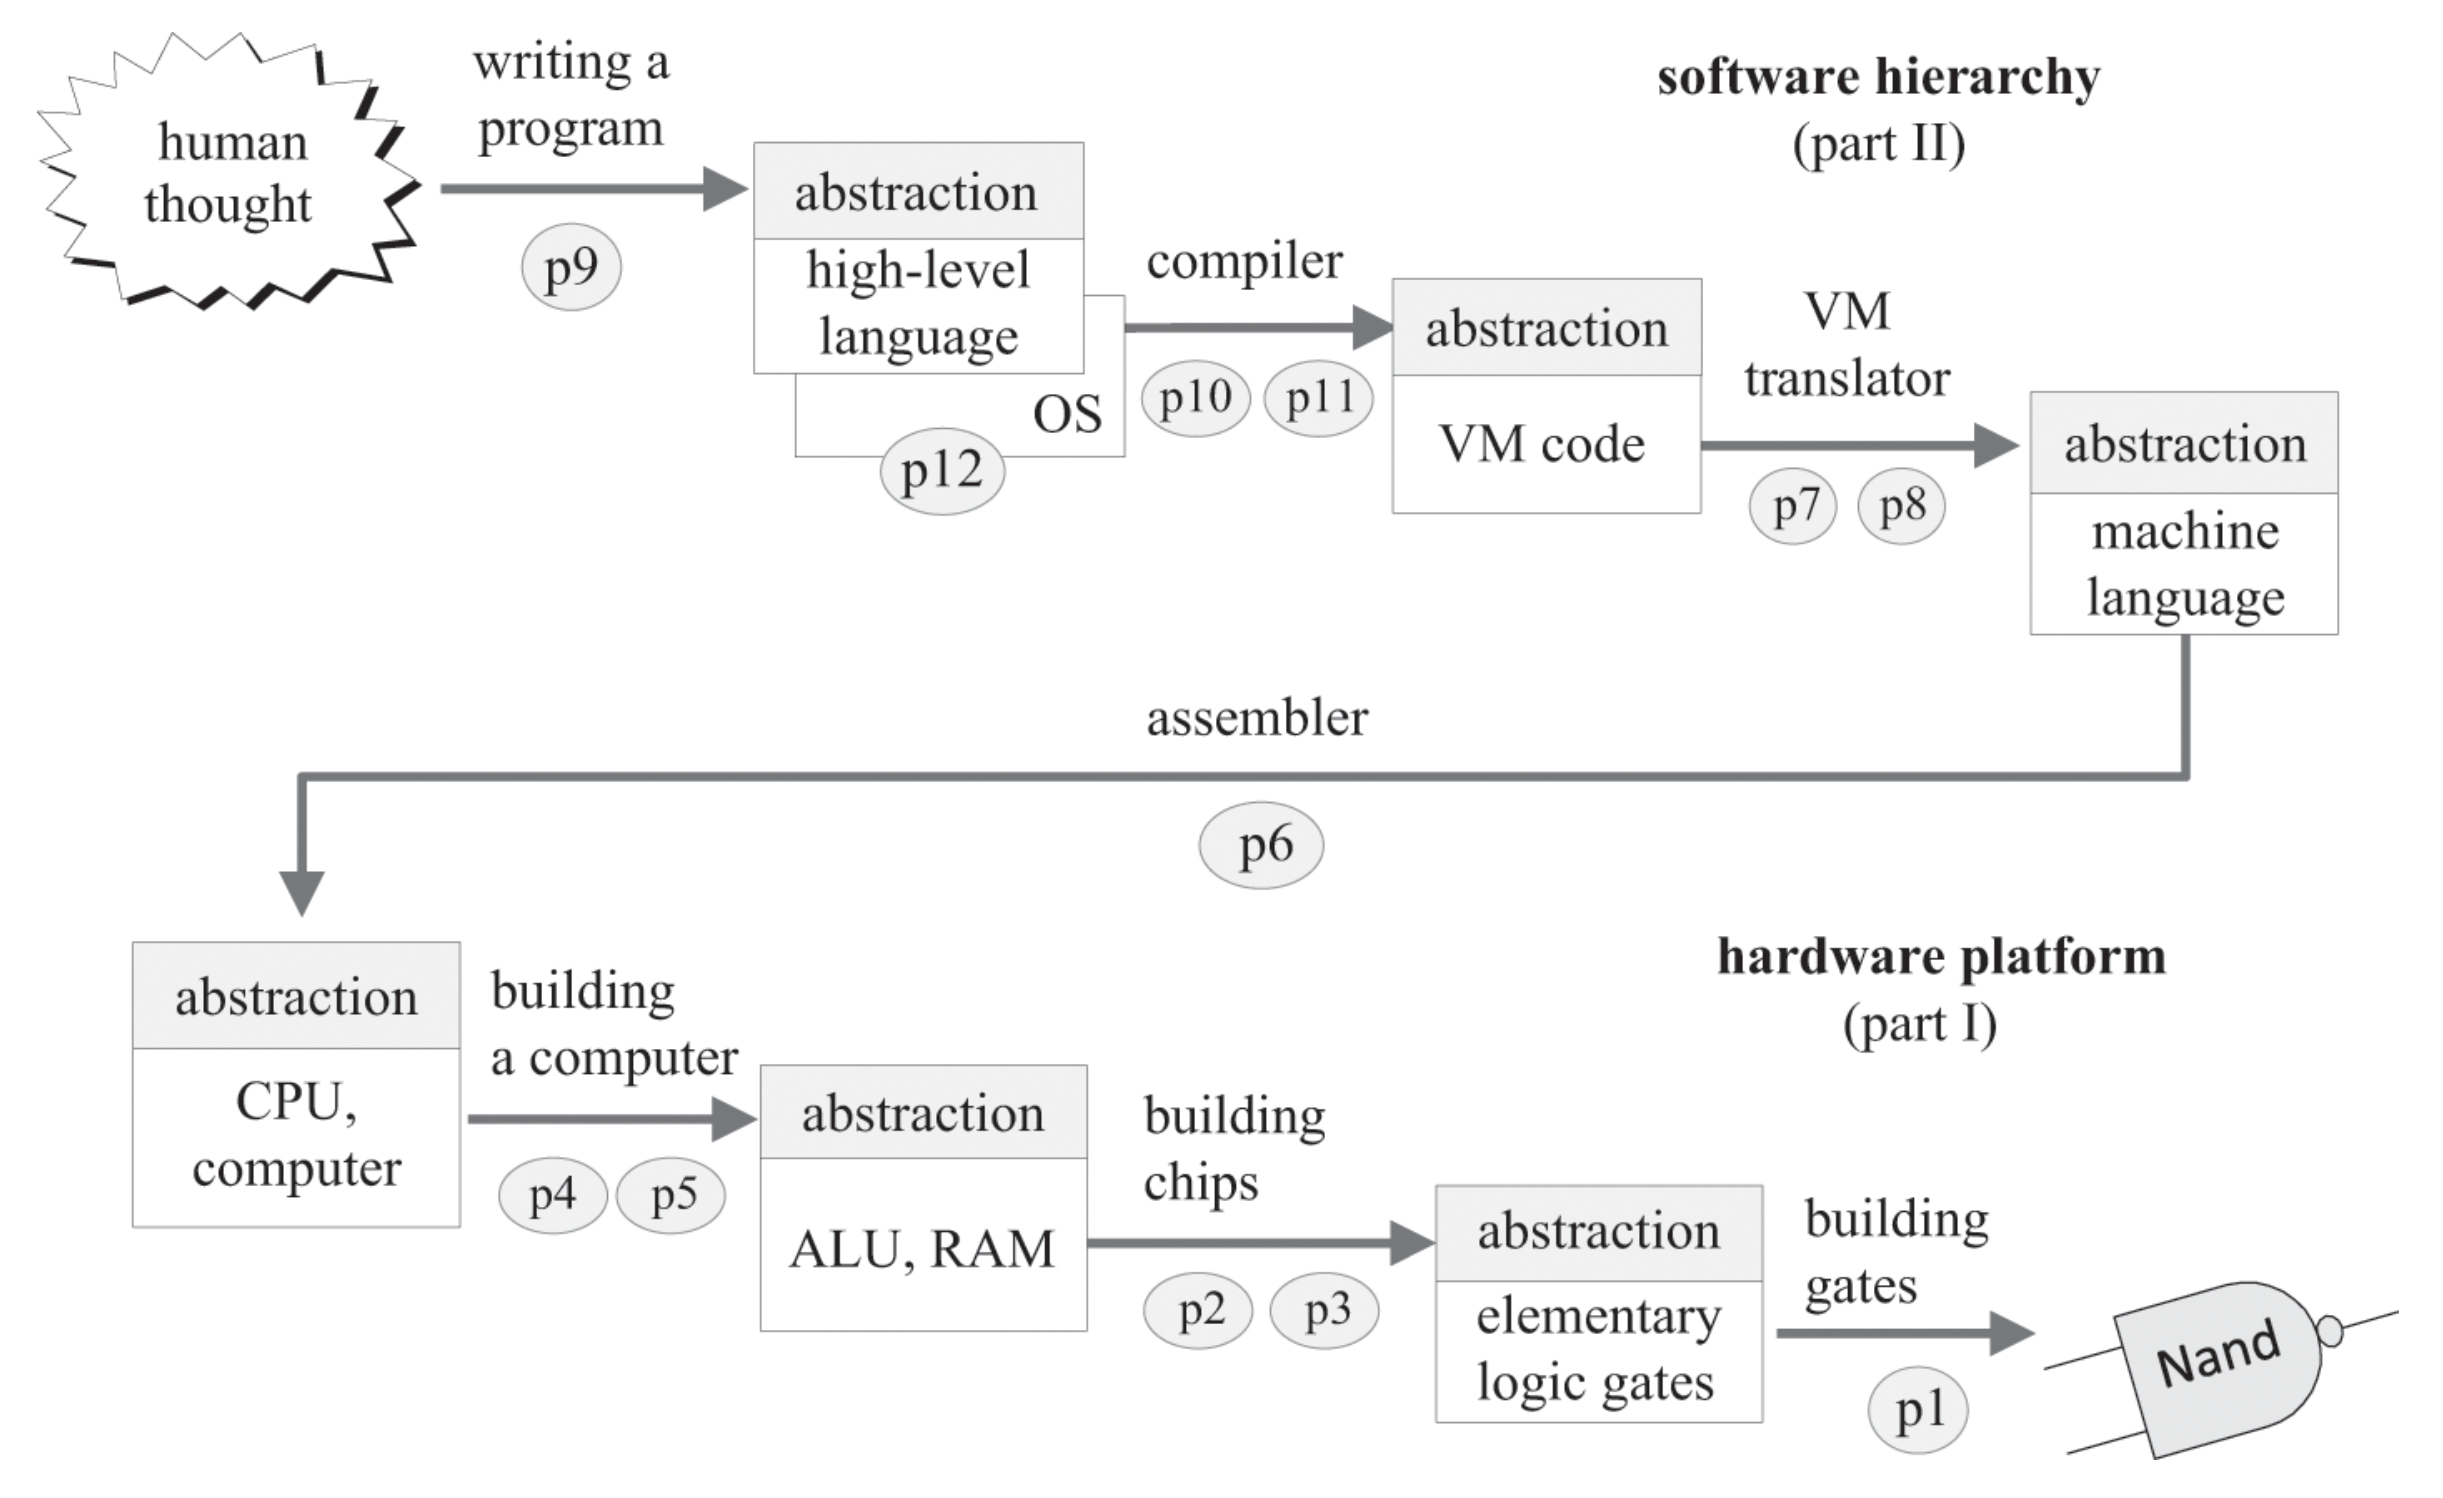 human
thought
writing a
program
p9
abstraction
high-level
language
OS
p12
compiler
p10 p11
software hierarchy
(part II)
abstraction
VM code
VM
translator
p7 p8
abstraction
machine
language
assembler
p6
abstraction
CPU,
computer
building
a computer
p4 p5
abstraction
ALU, RAM
building
chips
p2 p3
hardware platform
(part I)
abstraction
elementary
logic gates
building
gates
p1
Nand